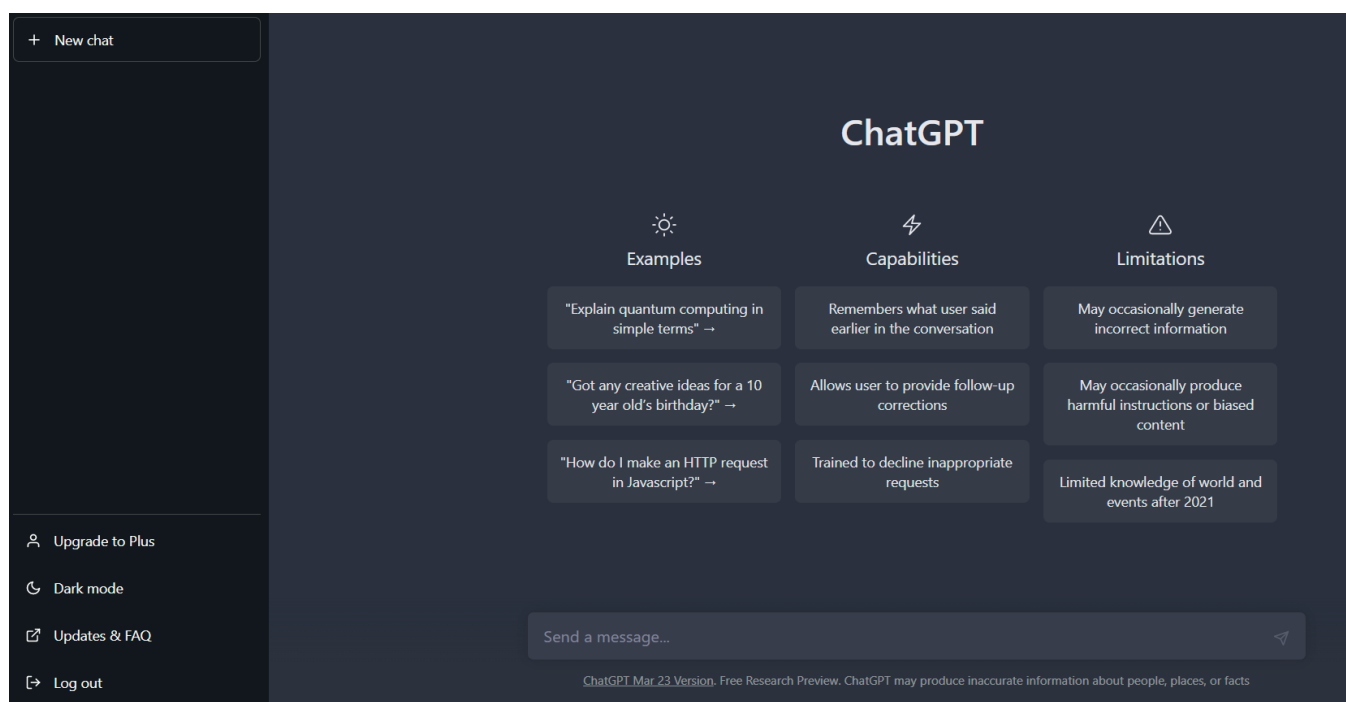 New chat
Upgrade to Plus
Dark mode
Updates & FAQ
Log out
ChatGPT
Examples
"Explain quantum computing in
simple terms" →
"Got any creative ideas for a 10
year old's birthday?" →
"How do I make an HTTP request
in Javascript?" →
Capabilities
Remembers what user said
earlier in the conversation
Allows user to provide follow-up
corrections
Trained to decline inappropriate
requests
Limitations
May occasionally generate
incorrect information
May occasionally produce
harmful instructions or biased
content
Limited knowledge of world and
events after 2021
Send a message...
ChatGPT Mar 23 Version. Free Research Preview. ChatGPT may produce inaccurate information about people, places, or facts